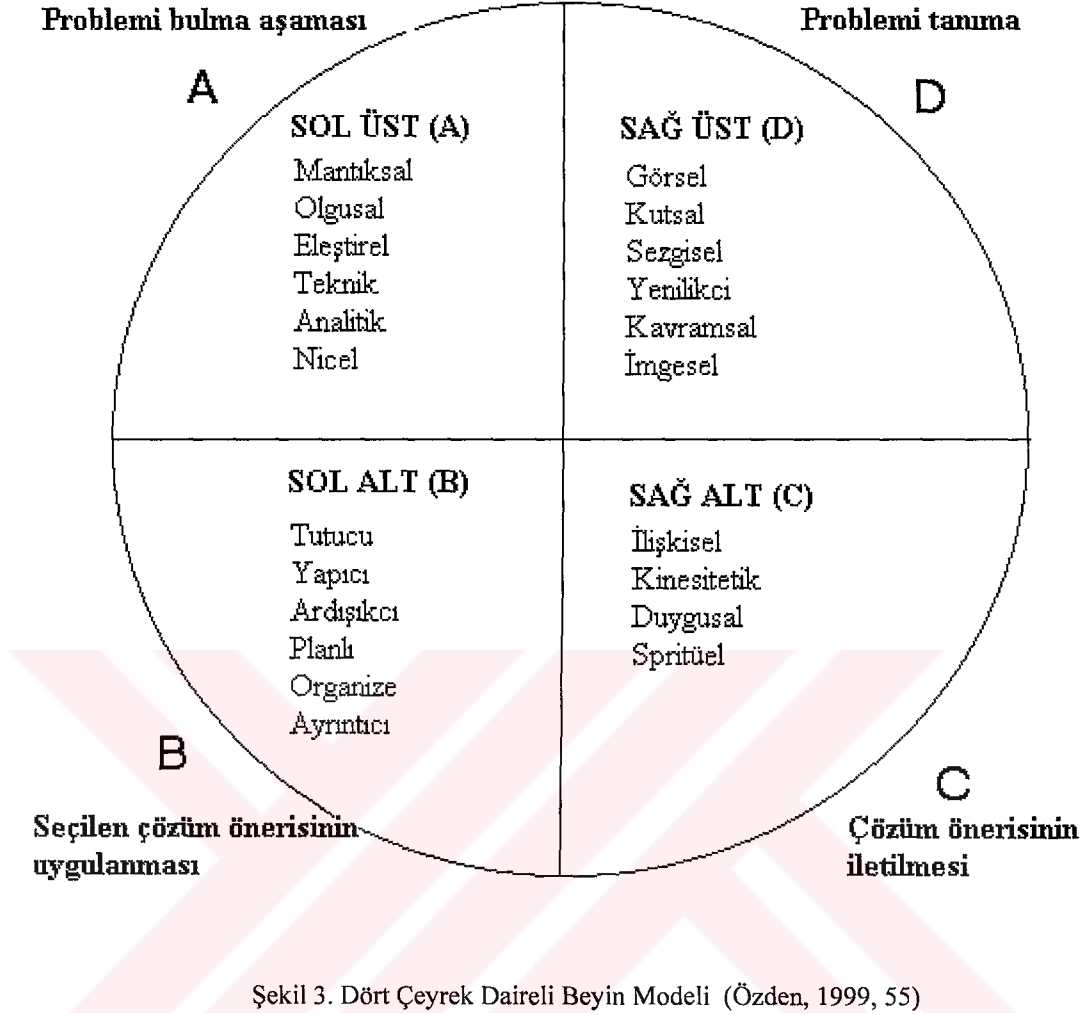 Problemi bulma aşaması
A
SOL ÜST (A)
Mantıksal
Olgusal
Eleştirel
Teknik
Analitik
Nicel
Problemi tanıma
D
SAĞ ÜST (D)
Görsel
Kutsal
Sezgisel
Yenilikci
Kavramsal
İmgesel
SOL ALT (B)
Tutucu
Yapıcı
Ardışıkcı
Planlı
Organize
Ayrıntıcı
B
Seçilen çözüm önerisinin
uygulanması
SAĞ ALT (C)
İlişkisel
Kinesitetik
Duygusal
Spritüel
C
Çözüm önerisinin
iletilmesi
Şekil 3. Dört Çeyrek Daireli Beyin Modeli (Özden, 1999, 55)